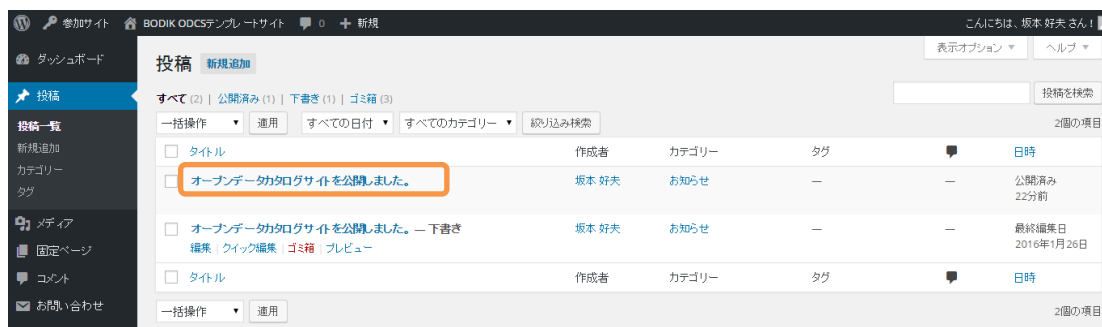 参加サイト BODIK ODCSテンプレートサイト 0 新規 こんにちは、坂本 好夫 さん！
表示オプション ▼ ヘルプ ▼
ダッシュボード
投稿 新規追加
投稿
すべて (2) | 公開済み (1) | 下書き (1) | ゴミ箱 (3) 投稿を検索
投稿一覧
一括操作 ▼ 適用 すべての日付 ▼ すべてのカテゴリー ▼ 絞り込み検索 2個の項目
新規追加
タイトル 作成者 カテゴリー タグ 日時
カテゴリー
オープンデータカタログサイトを公開しました。 坂本 好夫 お知らせ — — 公開済み
タグ
22分前
メディア
オープンデータカタログサイトを公開しました。 — 下書き 坂本 好夫 お知らせ — — 最終編集日
編集 | クイック編集 | ゴミ箱 | プレビュー 2016年1月26日
固定ページ
コメント
タイトル 作成者 カテゴリー タグ 日時
お問い合わせ
一括操作 ▼ 適用 2個の項目